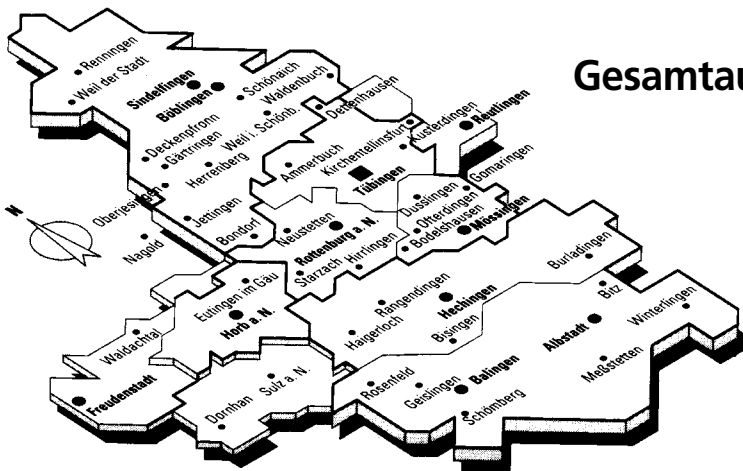 Gesamtau
Renningen
Weil der Stadt
Sindelfingen
Böblingen
Schönaich
Waldenbuch
Dettenhausen
Deckenpfronn
Gärtringen
Weil i. Schönb.
Herrenberg
Ammerbuch
Kirchentellinsfurt
Kusterdingen
Reutlingen
Tübingen
Gomaringen
Oberjesingen
Jettingen
Bondorf
Neustetten
Rottenburg a. N.
Dusslingen
Ofterdingen
Bodelshausen
Mössingen
N
Nagold
Starzach
Hirrlingen
Eutingen im Gäu
Horb a. N.
Rangendingen
Hechingen
Burladingen
Haigerloch
Bisingen
Bitz
Winterlingen
Albstadt
Waldachtal
Freudenstadt
Dornhan
Sulz a. N.
Rosenfeld
Geislingen
Balingen
Schömberg
Meßstetten